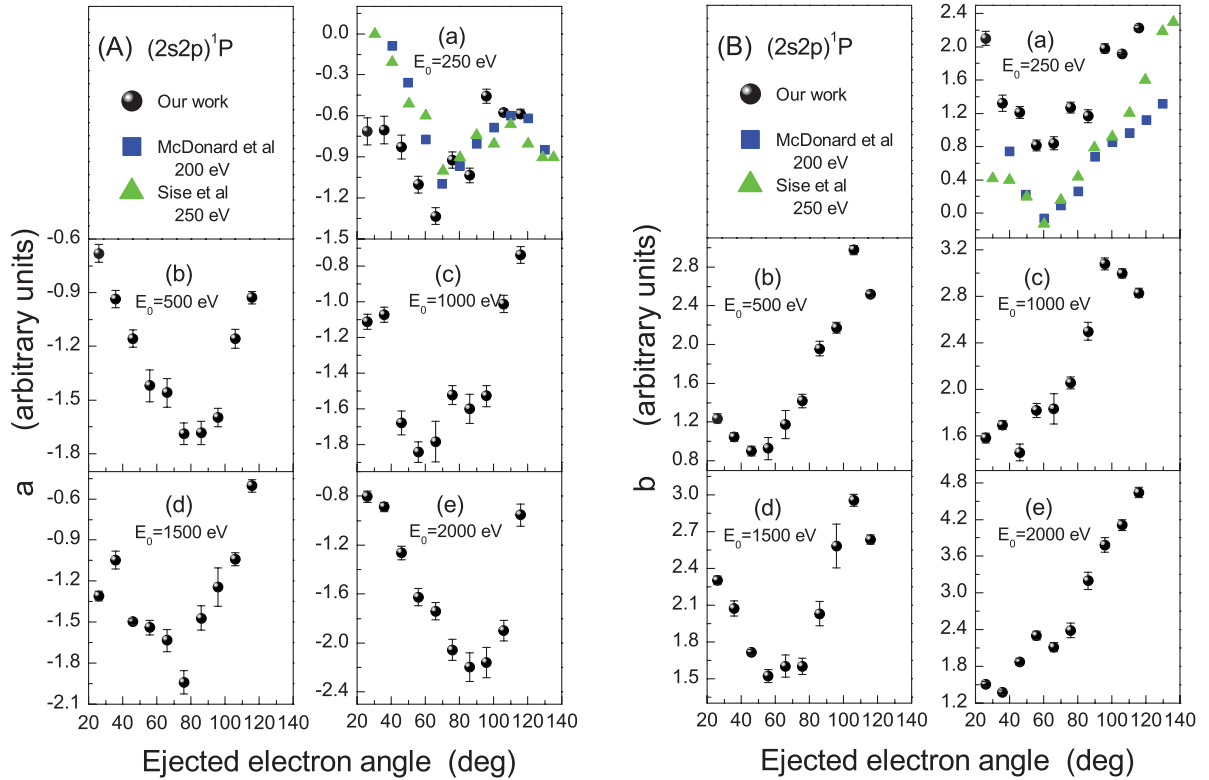 (A) (2s2p)¹P
Our work
McDonard et al
200 eV
Sise et al
250 eV
0.0
-0.3
-0.6
-0.9
-1.2
-1.5
(a)
E₀=250 eV
-0.6
-0.9
-1.2
-1.5
-1.8
(b)
E₀=500 eV
-1.0
-1.2
-1.4
-1.6
-1.8
(c)
E₀=1000 eV
-0.6
-0.9
-1.2
-1.5
-1.8
-2.1
(d)
E₀=1500 eV
-0.8
-1.2
-1.6
-2.0
-2.4
(e)
E₀=2000 eV
20 40 60 80 100 120 140
20 40 60 80 100 120 140
a (arbitrary units)
Ejected electron angle (deg)
(B) (2s2p)¹P
Our work
McDonard et al
200 eV
Sise et al
250 eV
2.4
2.0
1.6
1.2
0.8
0.4
0.0
(a)
E₀=250 eV
2.8
2.4
2.0
1.6
1.2
0.8
(b)
E₀=500 eV
3.2
2.8
2.4
2.0
1.6
(c)
E₀=1000 eV
3.0
2.7
2.4
2.1
1.8
1.5
1.2
(d)
E₀=1500 eV
4.8
4.2
3.6
3.0
2.4
1.8
1.2
(e)
E₀=2000 eV
20 40 60 80 100 120 140
20 40 60 80 100 120 140
b (arbitrary units)
Ejected electron angle (deg)